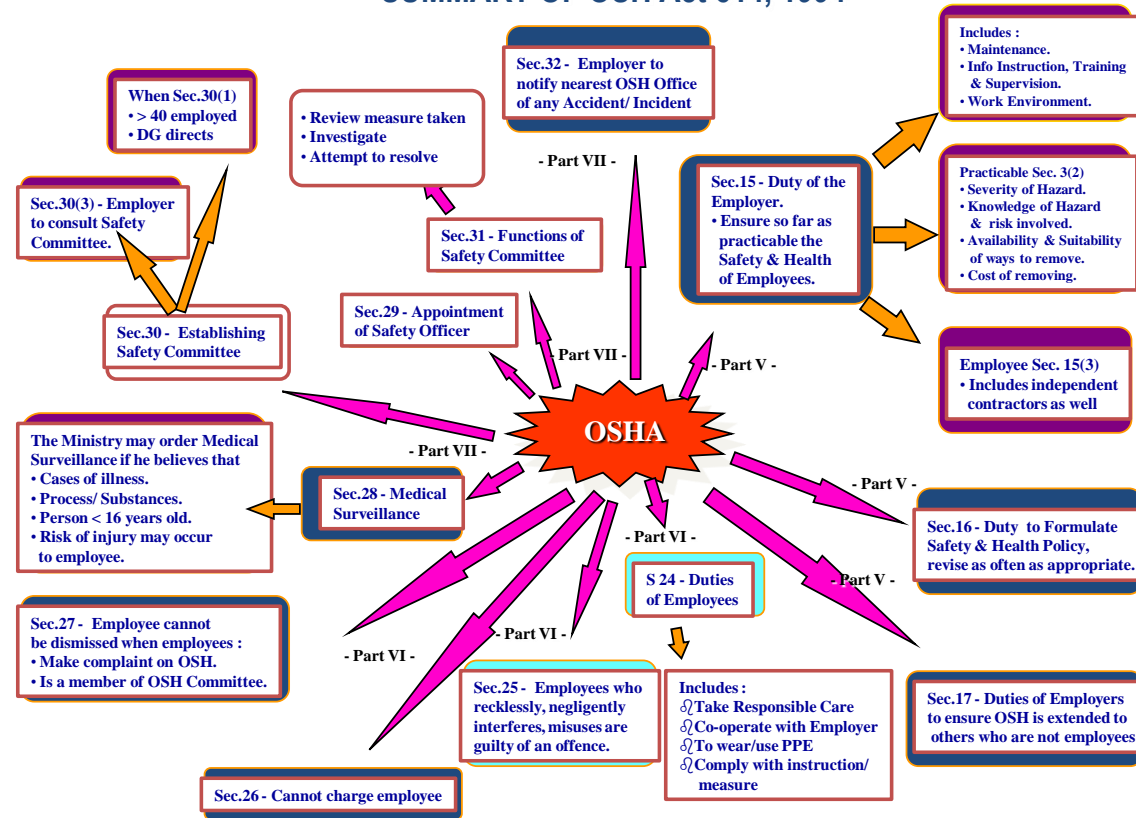 Sec.32 - Employer to
notify nearest OSH Office
of any Accident/ Incident
Includes :
• Maintenance.
• Info Instruction, Training
& Supervision.
• Work Environment.
When Sec.30(1)
• > 40 employed
• DG directs
• Review measure taken
• Investigate
• Attempt to resolve
- Part VII -
Sec.15 - Duty of the
Employer.
• Ensure so far as
practicable the
Safety & Health
of Employees.
Practicable Sec. 3(2)
• Severity of Hazard.
• Knowledge of Hazard
& risk involved.
• Availability & Suitability
of ways to remove.
• Cost of removing.
Sec.30(3) - Employer
to consult Safety
Committee.
Sec.31 - Functions of
Safety Committee
Sec.29 - Appointment
of Safety Officer
Sec.30 - Establishing
Safety Committee
- Part VII -
- Part V -
Employee Sec. 15(3)
• Includes independent
contractors as well
OSHA
The Ministry may order Medical
Surveillance if he believes that
• Cases of illness.
• Process/ Substances.
• Person < 16 years old.
• Risk of injury may occur
to employee.
- Part VII -
Sec.28 - Medical
Surveillance
- Part V -
Sec.16 - Duty to Formulate
Safety & Health Policy,
revise as often as appropriate.
- Part VI -
S 24 - Duties
of Employees
- Part V -
Sec.27 - Employee cannot
be dismissed when employees :
• Make complaint on OSH.
• Is a member of OSH Committee.
- Part VI -
- Part VI -
Sec.25 - Employees who
recklessly, negligently
interferes, misuses are
guilty of an offence.
Includes :
♌Take Responsible Care
♌Co-operate with Employer
♌To wear/use PPE
♌Comply with instruction/
measure
Sec.17 - Duties of Employers
to ensure OSH is extended to
others who are not employees
Sec.26 - Cannot charge employee